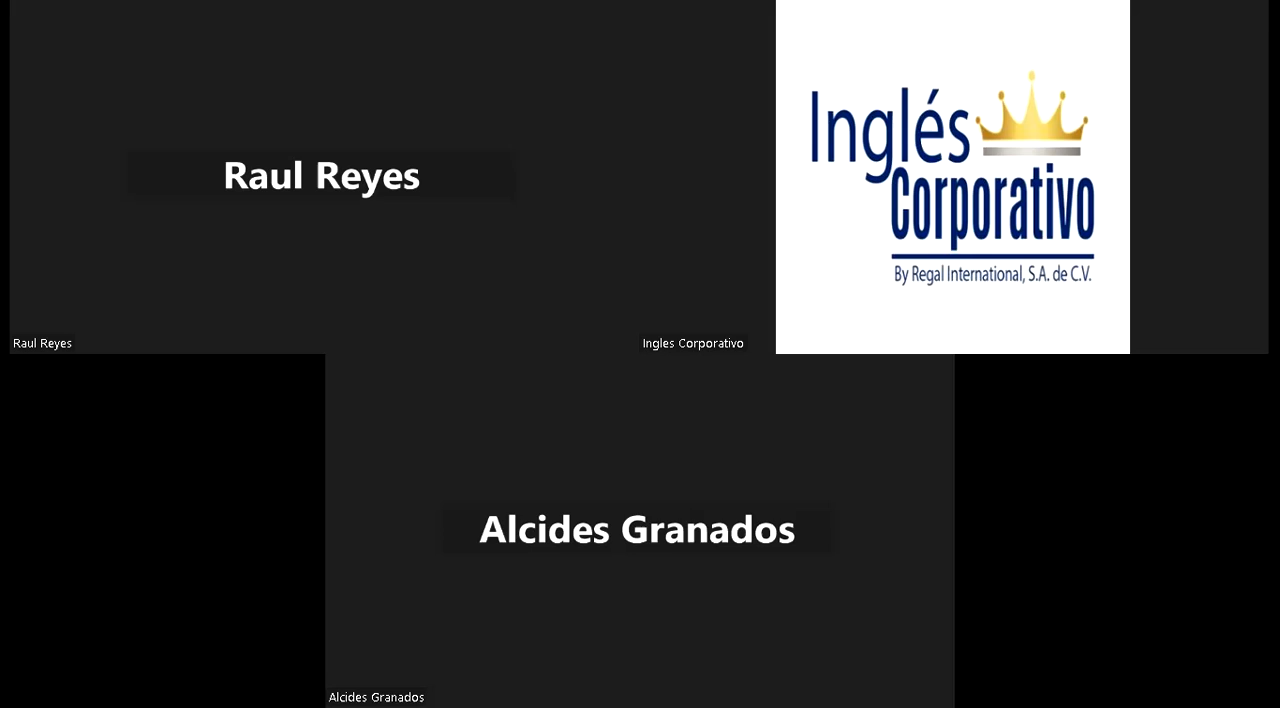 Raul Reyes
Raul Reyes
Inglés
Corporativo
By Regal International, S.A. de C.V.
Ingles Corporativo
Alcides Granados
Alcides Granados